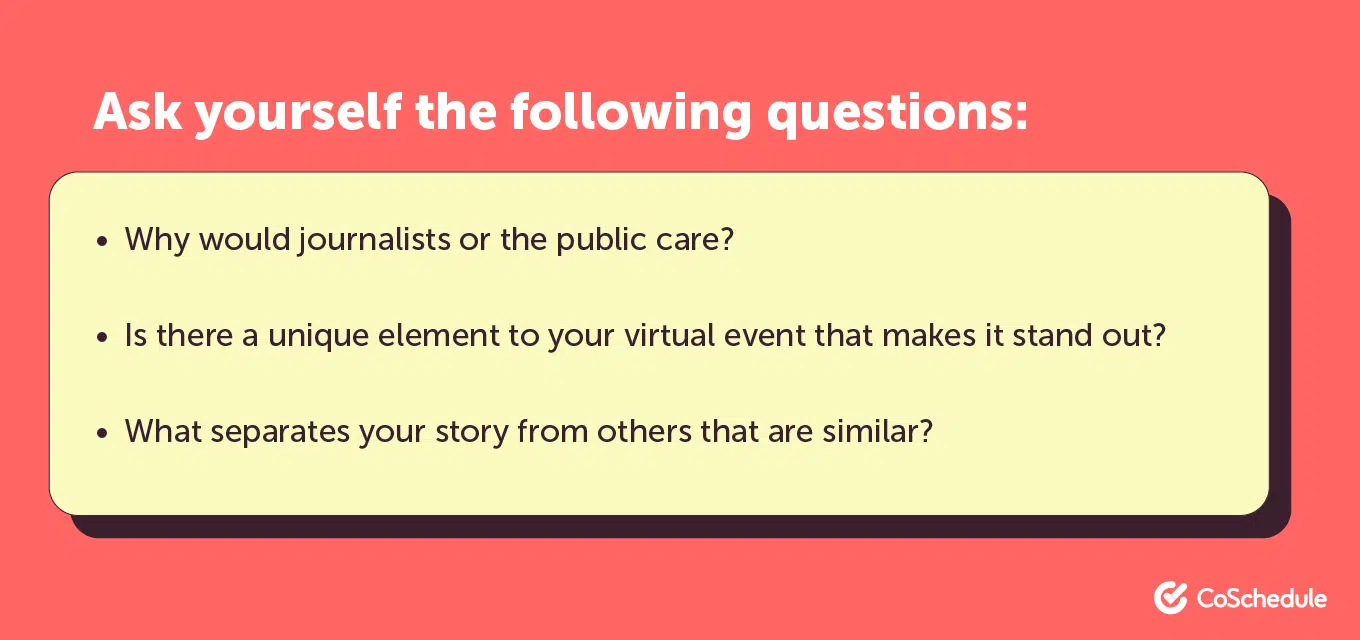 Ask yourself the following questions:
• Why would journalists or the public care?
• Is there a unique element to your virtual event that makes it stand out?
• What separates your story from others that are similar?
CoSchedule